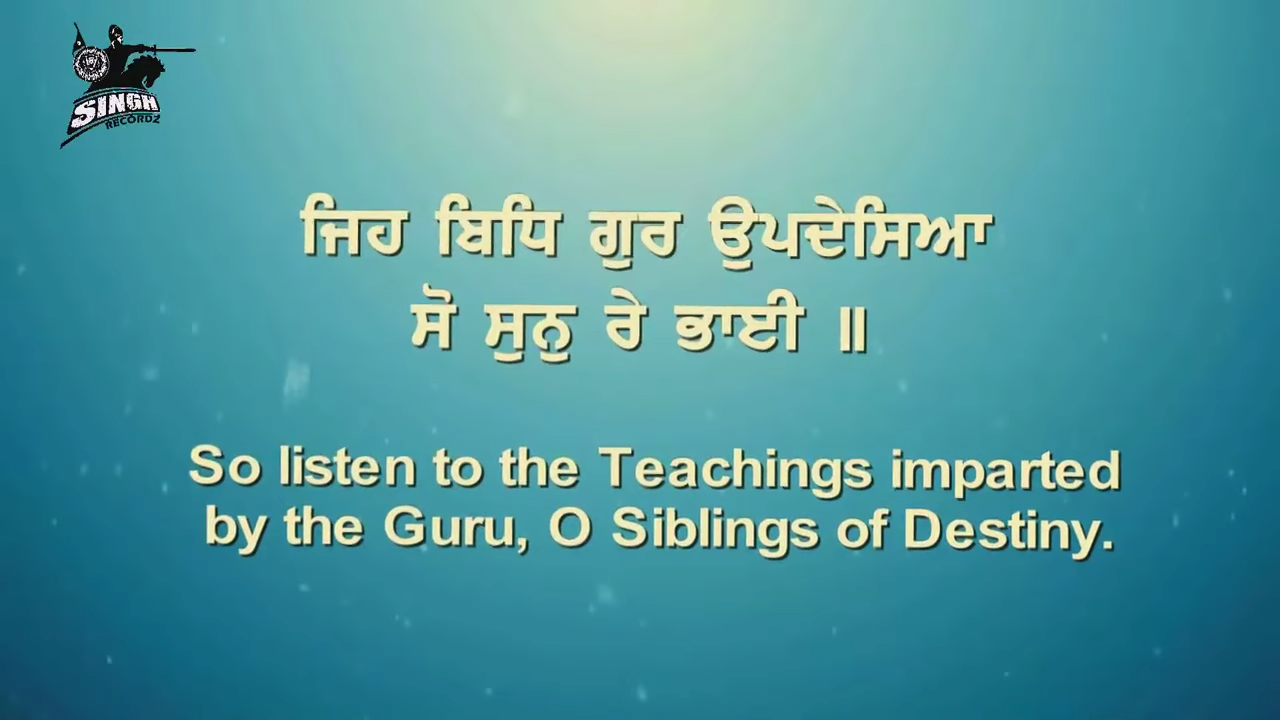 SINGH
RECORDZ
ਜਿਹ ਬਿਧਿ ਗੁਰ ਉਪਦੇਸਿਆ
ਸੋ ਸੁਨੁ ਰੇ ਭਾਈ ॥
So listen to the Teachings imparted
by the Guru, O Siblings of Destiny.